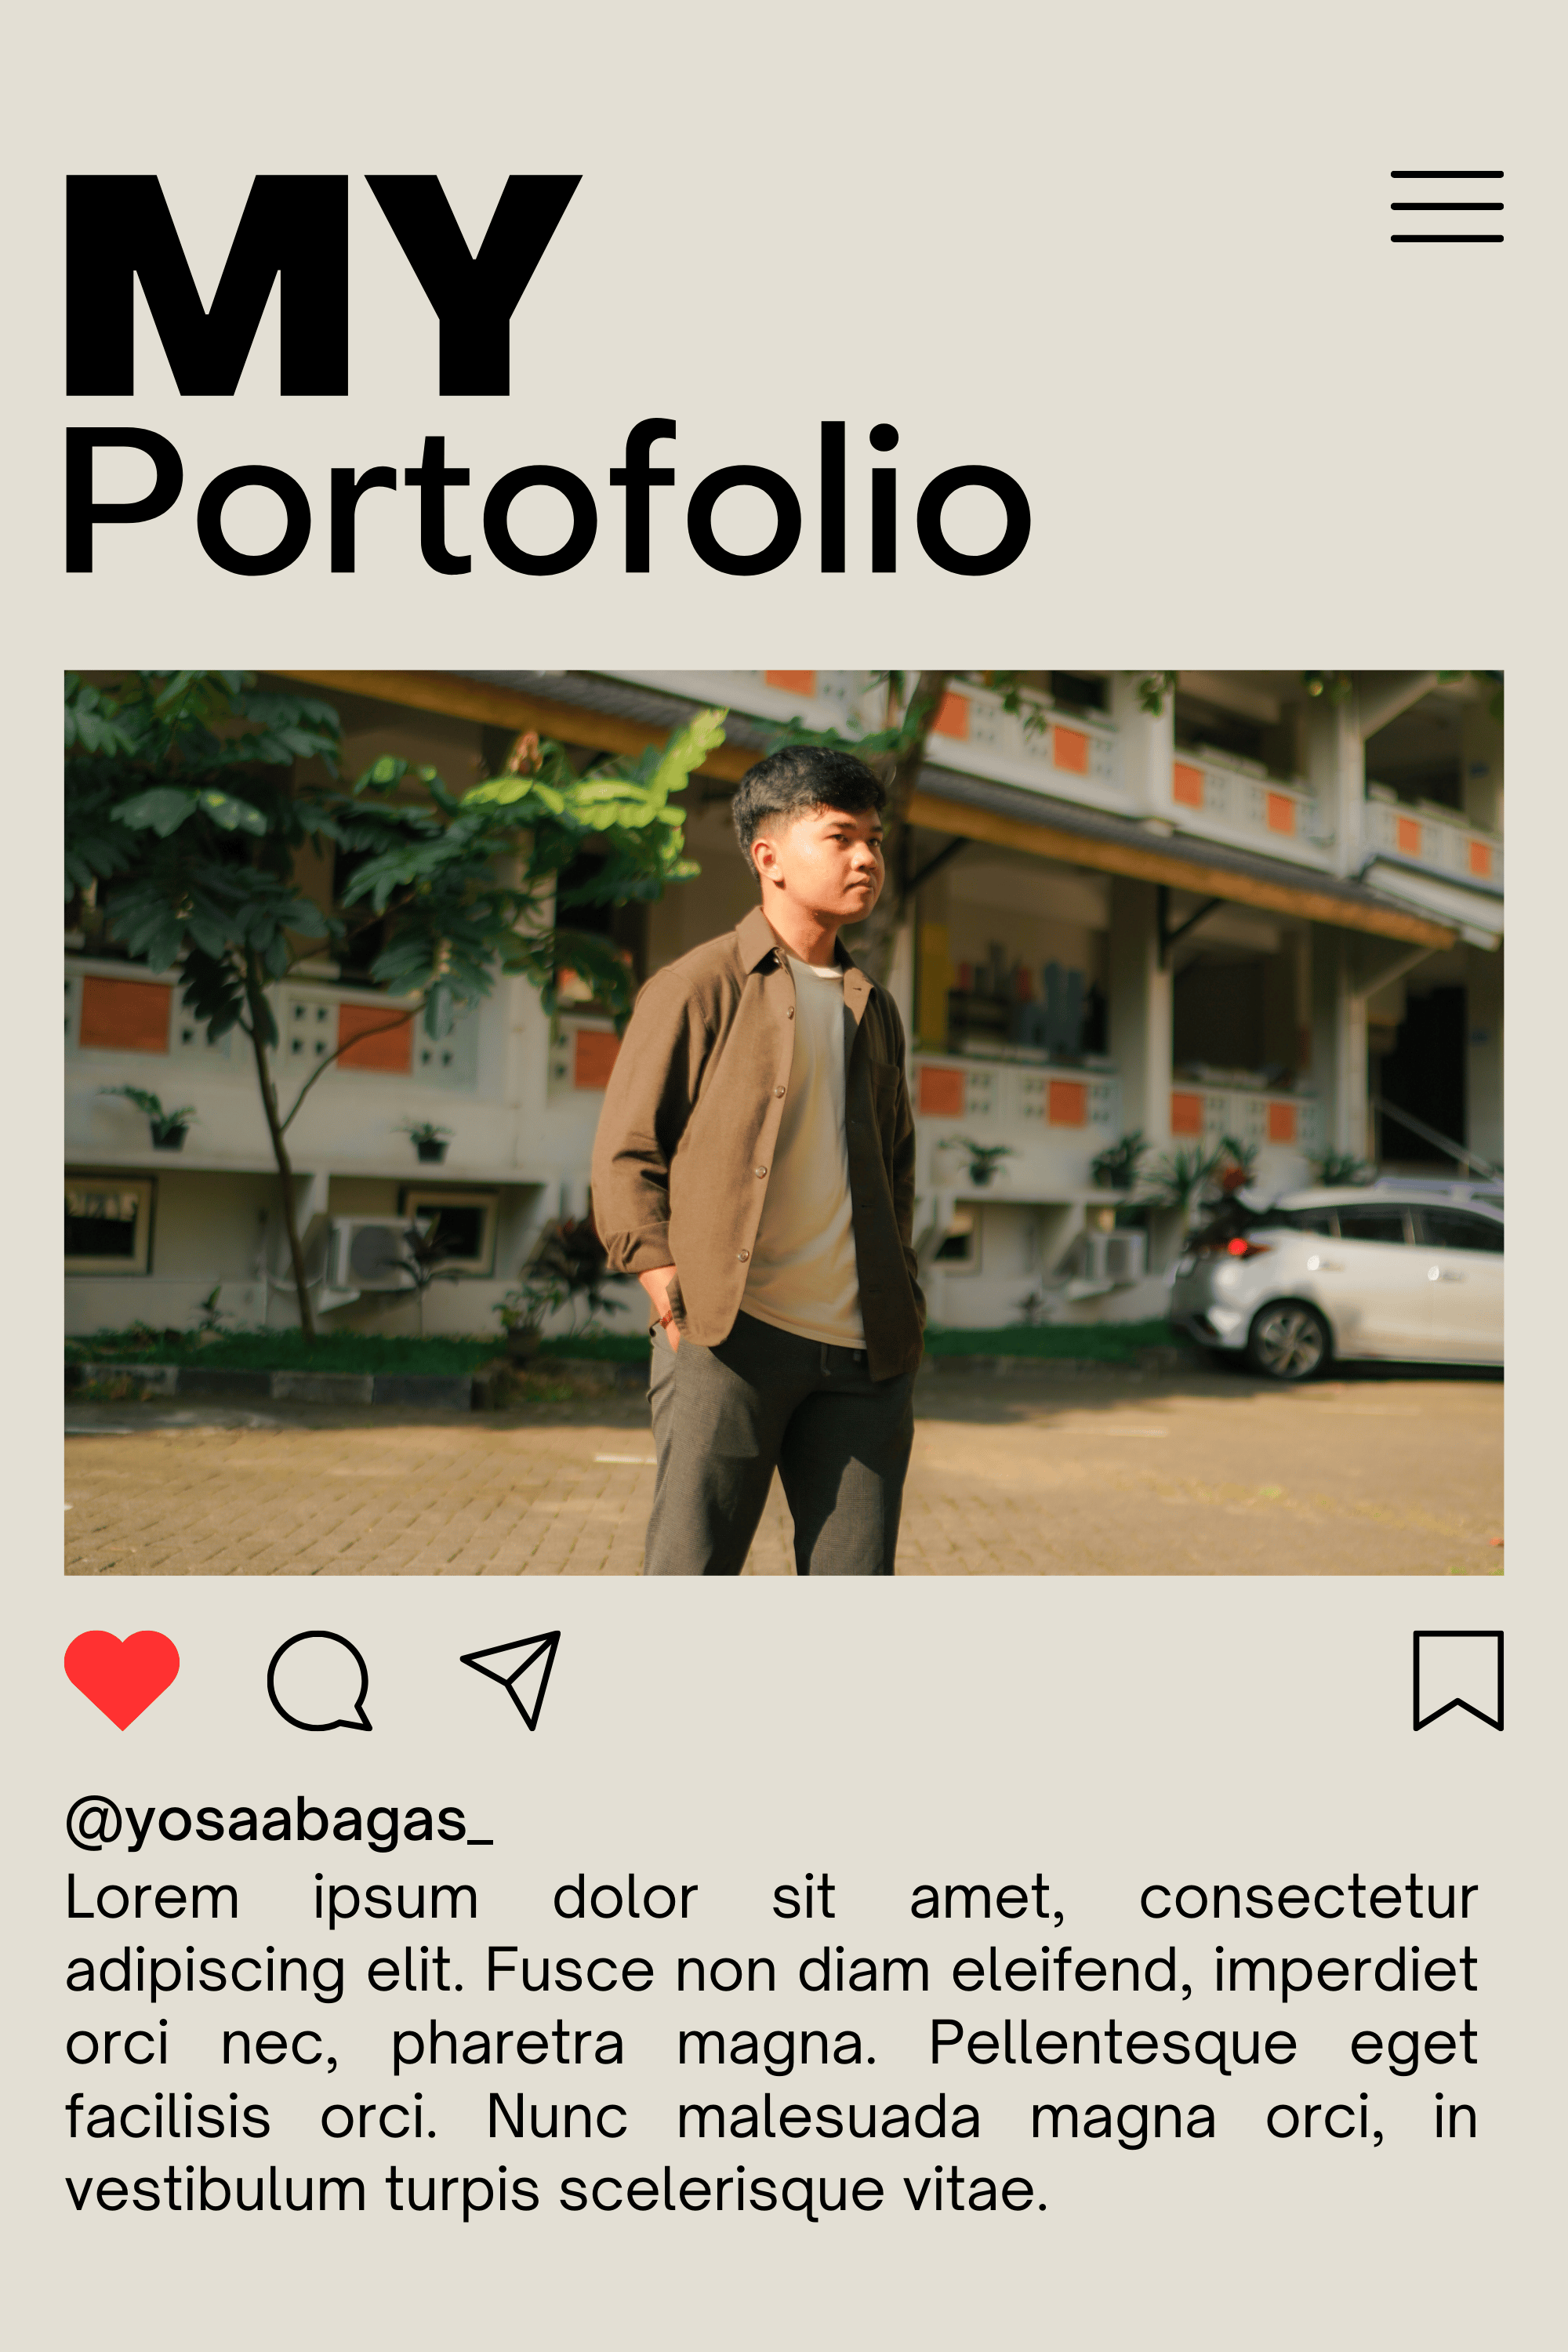 MY
Portofolio
@yosaabagas_
Lorem ipsum dolor sit amet, consectetur
adipiscing elit. Fusce non diam eleifend, imperdiet
orci nec, pharetra magna. Pellentesque eget
facilisis orci. Nunc malesuada magna orci, in
vestibulum turpis scelerisque vitae.